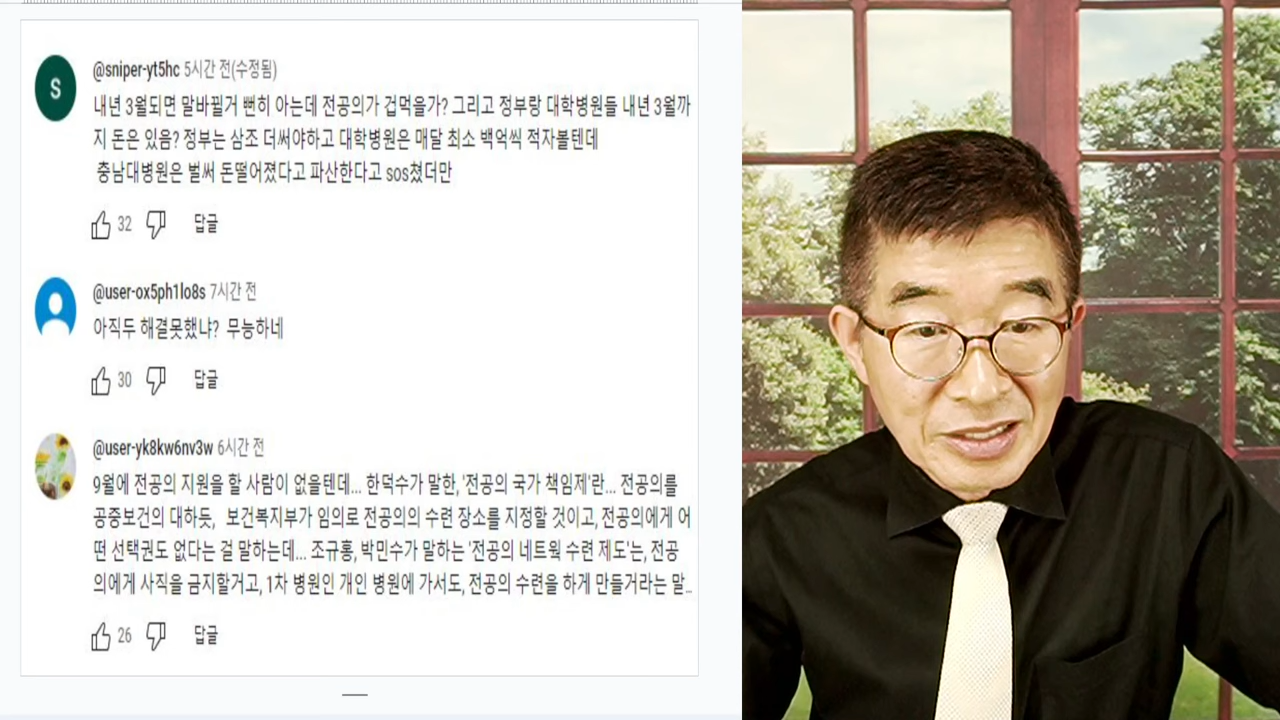 S
@sniper-yt5hc 5시간 전(수정됨)
내년 3월되면 말바뀔거 뻔히 아는데 전공의가 겁먹을가? 그리고 정부랑 대학병원들 내년 3월까
지 돈은 있음? 정부는 삼조 더써야하고 대학병원은 매달 최소 백억씩 적자볼텐데
충남대병원은 벌써 돈떨어졌다고 파산한다고 sos쳤더만
32 답글
@user-ox5ph1lo8s 7시간 전
아직두 해결못했냐? 무능하네
30 답글
@user-yk8kw6nv3w 6시간 전
9월에 전공의 지원을 할 사람이 없을텐데... 한덕수가 말한, '전공의 국가 책임제'란... 전공의를
공중보건의 대하듯, 보건복지부가 임의로 전공의의 수련 장소를 지정할 것이고, 전공의에게 어
떤 선택권도 없다는 걸 말하는데... 조규홍, 박민수가 말하는 '전공의 네트웍 수련 제도'는, 전공
의에게 사직을 금지할거고, 1차 병원인 개인 병원에 가서도, 전공의 수련을 하게 만들거라는 말...
26 답글